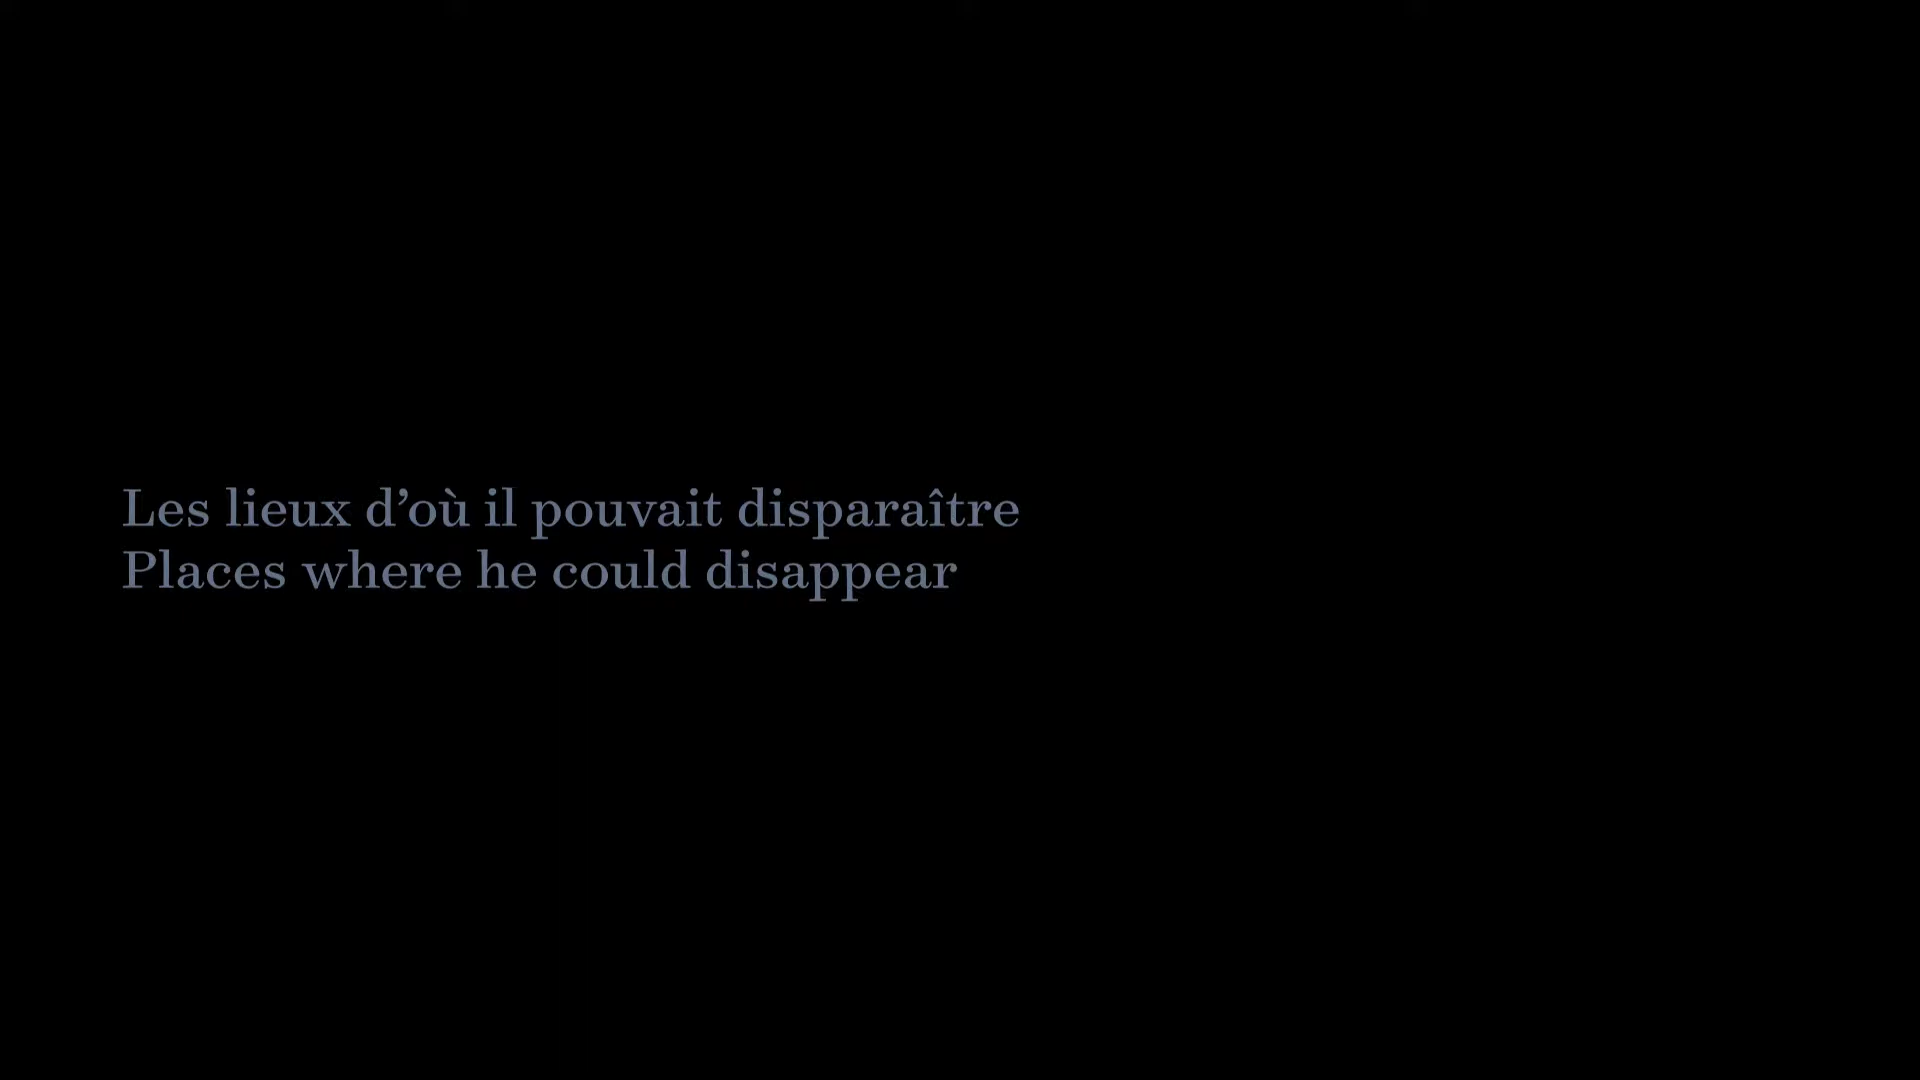 Les lieux d’où il pouvait disparaître
Places where he could disappear